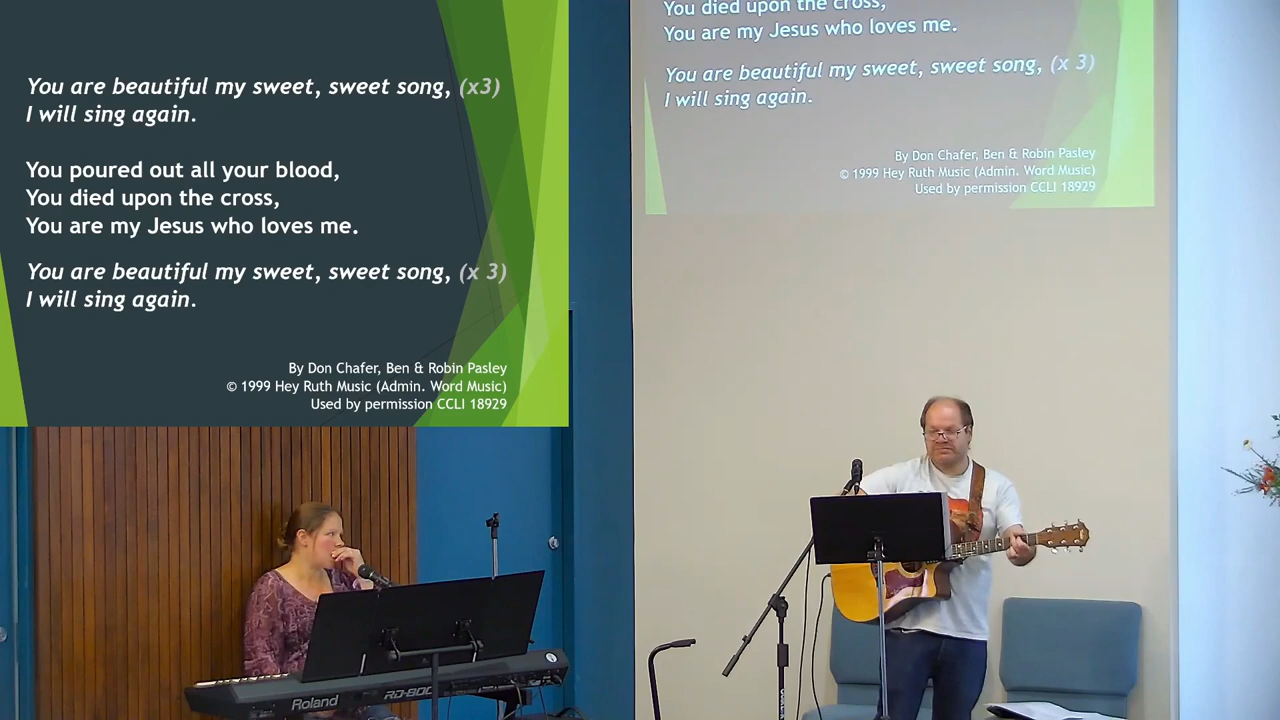 You are beautiful my sweet, sweet song, (x3)
I will sing again.
You poured out all your blood,
You died upon the cross,
You are my Jesus who loves me.
You are beautiful my sweet, sweet song, (x 3)
I will sing again.
By Don Chafer, Ben & Robin Pasley
© 1999 Hey Ruth Music (Admin. Word Music)
Used by permission CCLI 18929
You died upon the cross,
You are my Jesus who loves me.
You are beautiful my sweet, sweet song, (x 3)
I will sing again.
By Don Chafer, Ben & Robin Pasley
© 1999 Hey Ruth Music (Admin. Word Music)
Used by permission CCLI 18929
Roland
RD-800